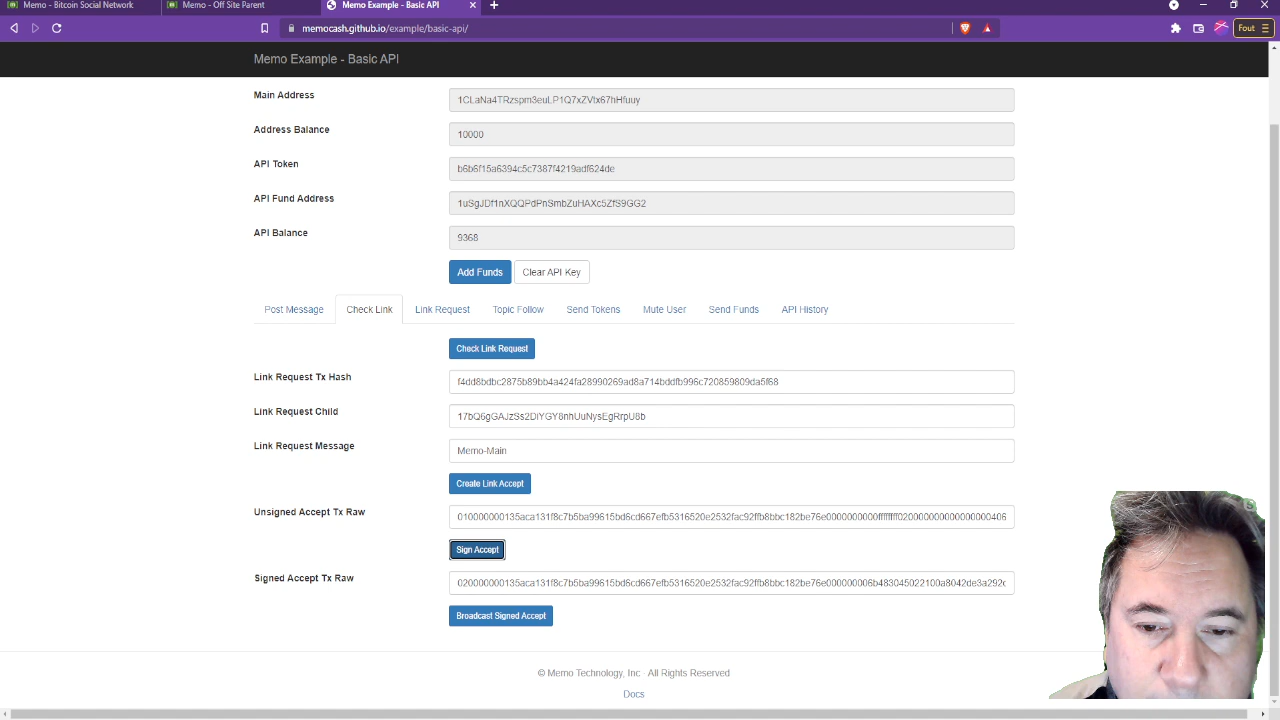 Memo - Bitcoin Social Network
Memo - Off Site Parent
Memo Example - Basic API
memocash.github.io/example/basic-api/
Fout
Memo Example - Basic API
Main Address
1CLaNa4TRzspm3euLP1Q7xZVtx67hHfuuy
Address Balance
10000
API Token
b6b6f15a6394c5c7387f4219adf624de
API Fund Address
1uSgJDf1nXQQPdPnSmbZuHAXc5ZfS9GG2
API Balance
9368
Add Funds
Clear API Key
Post Message
Check Link
Link Request
Topic Follow
Send Tokens
Mute User
Send Funds
API History
Check Link Request
Link Request Tx Hash
f4dd8bdbc2875b89bb4a424fa28990269ad8a714bddfb996c720859809da5f68
Link Request Child
17bQ6gGAJzSs2DiYGY8nhUuNysEgRrpU8b
Link Request Message
Memo-Main
Create Link Accept
Unsigned Accept Tx Raw
010000000135aca131f8c7b5ba99615bd6cd667efb5316520e2532fac92ffb8bbc182be76e0000000000ffffffff020000000000000000406
Sign Accept
Signed Accept Tx Raw
020000000135aca131f8c7b5ba99615bd6cd667efb5316520e2532fac92ffb8bbc182be76e000000006b483045022100a8042de3a292c
Broadcast Signed Accept
© Memo Technology, Inc · All Rights Reserved
Docs